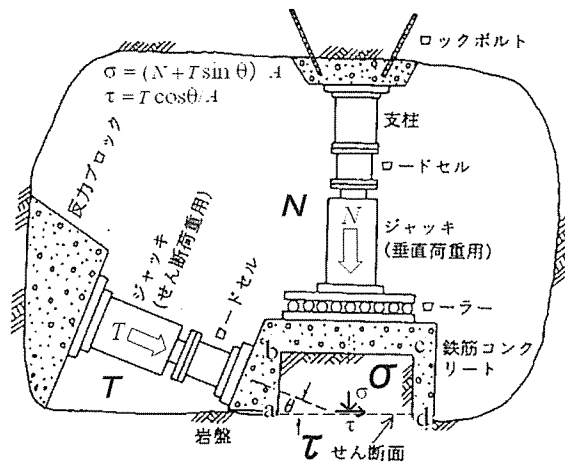 ロックボルト
σ=(N+Tsinθ) A
τ=Tcosθ/A
支柱
反力ブロック
ロードセル
N
N
ジャッキ
(垂直荷重用)
ジャッキ
(せん断荷重用)
ロードセル
ローラー
T
T
b
c
鉄筋コンク
リート
σ
σ
θ
a
τ
d
岩盤
τ
せん断面